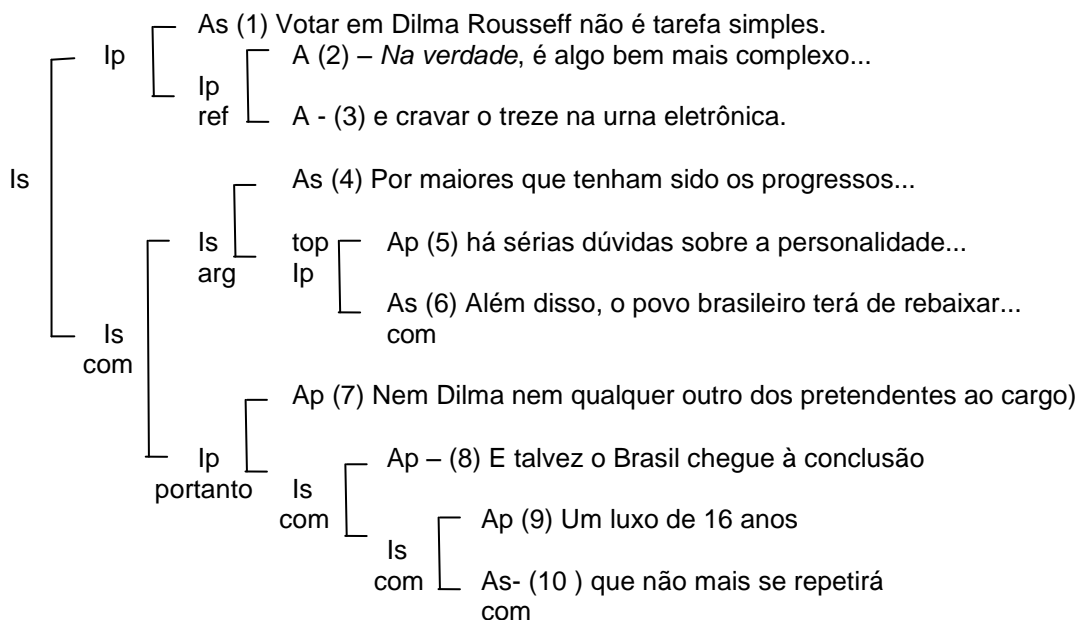 As (1) Votar em Dilma Rousseff não é tarefa simples.
Ip
A (2) – Na verdade, é algo bem mais complexo...
Ip
ref
A - (3) e cravar o treze na urna eletrônica.
Is
As (4) Por maiores que tenham sido os progressos...
Is
arg
top
Ip
Ap (5) há sérias dúvidas sobre a personalidade...
As (6) Além disso, o povo brasileiro terá de rebaixar...
com
Is
com
Ap (7) Nem Dilma nem qualquer outro dos pretendentes ao cargo)
Ip
portanto
Ap – (8) E talvez o Brasil chegue à conclusão
Is
com
Ap (9) Um luxo de 16 anos
Is
com
As- (10 ) que não mais se repetirá
com